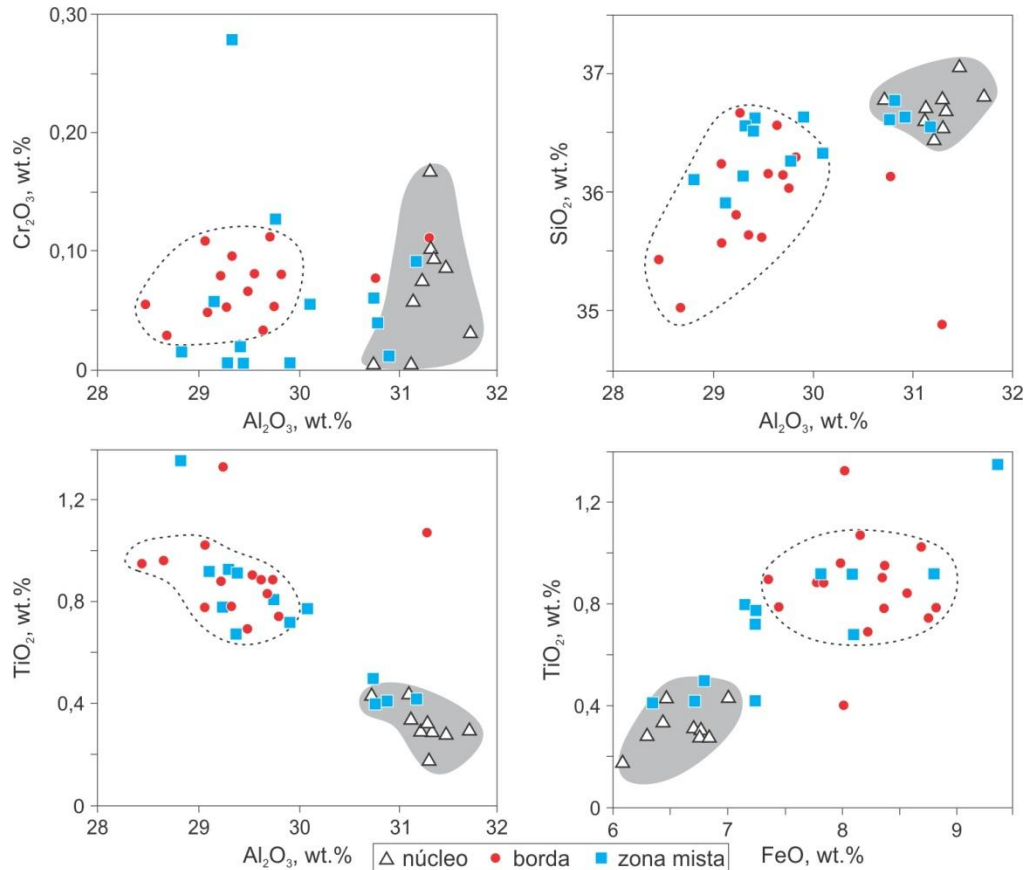 0,30
0,20
0,10
0
Cr₂O₃, wt.%
28 29 30 31 32
Al₂O₃, wt.%
37
36
35
SiO₂, wt.%
28 29 30 31 32
Al₂O₃, wt.%
1,2
0,8
0,4
0
TiO₂, wt.%
28 29 30 31 32
Al₂O₃, wt.%
1,2
0,8
0,4
0
TiO₂, wt.%
6 7 8 9
FeO, wt.%
núcleo borda zona mista